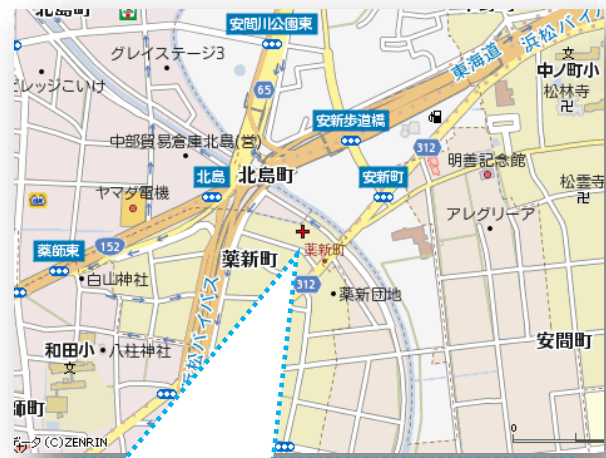 北島町
安間川公園東
グレイステージ3
ビレッジこいけ
65
東海道
浜松バイパス
中ノ町小
松林寺
安新歩道橋
中部貿易倉庫北島(営)
312
明善記念館
北島
北島町
安新町
松雲寺
ヤマダ電機
アレグリーア
薬師東
152
薬新町
薬新町
白山神社
312
薬新団地
浜松バイパス
安間町
和田小
八柱神社
師町
データ(C)ZENRIN
0